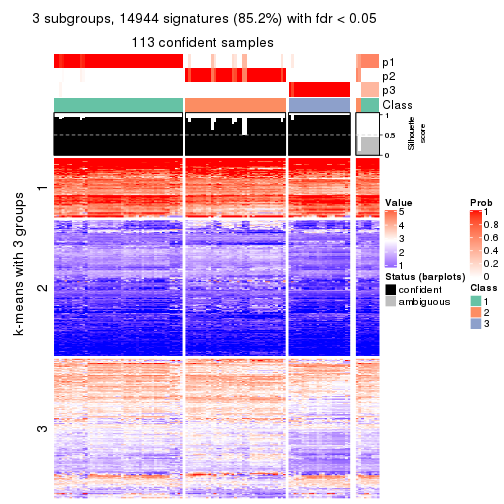 3 subgroups, 14944 signatures (85.2%) with fdr < 0.05
113 confident samples
p1
p2
p3
Class
1
0.5
0
Silhouette
score
k-means with 3 groups
1
2
3
Value
5
4
3
2
1
Status (barplots)
confident
ambiguous
Prob
1
0.8
0.6
0.4
0.2
0
Class
1
2
3